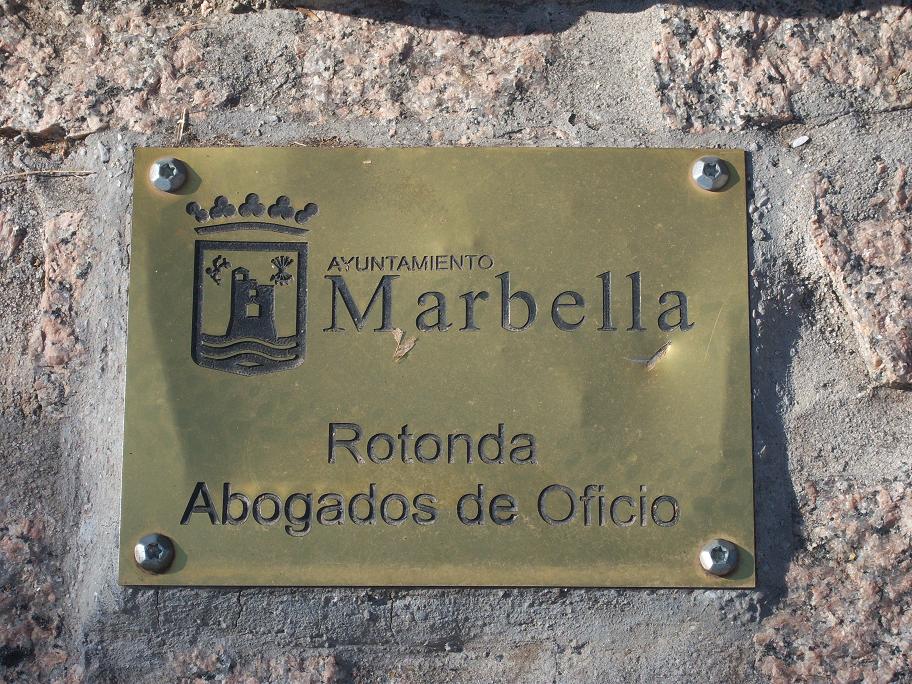 AYUNTAMIENTO
Marbella
Rotonda
Abogados de Oficio